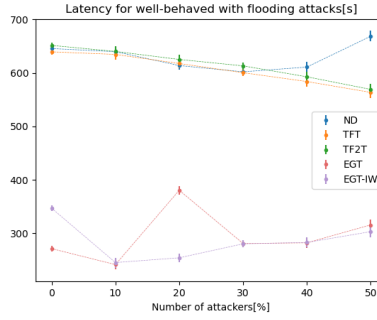 Latency for well-behaved with flooding attacks[s]
700
600
500
400
300
ND
TFT
TF2T
EGT
EGT-IW
0 10 20 30 40 50
Number of attackers[%]